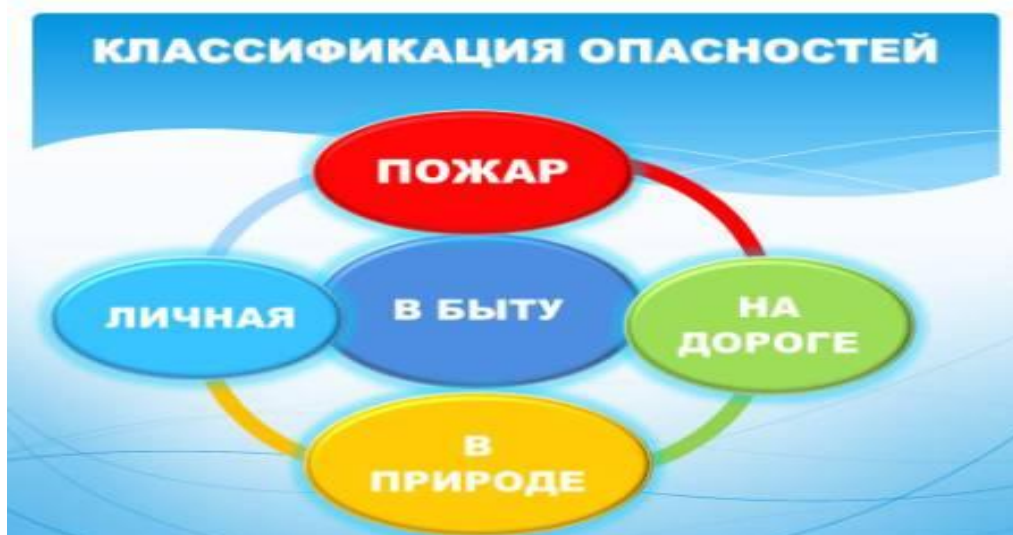 КЛАССИФИКАЦИЯ ОПАСНОСТЕЙ
ПОЖАР
ЛИЧНАЯ
В БЫТУ
НА
ДОРОГЕ
В
ПРИРОДЕ